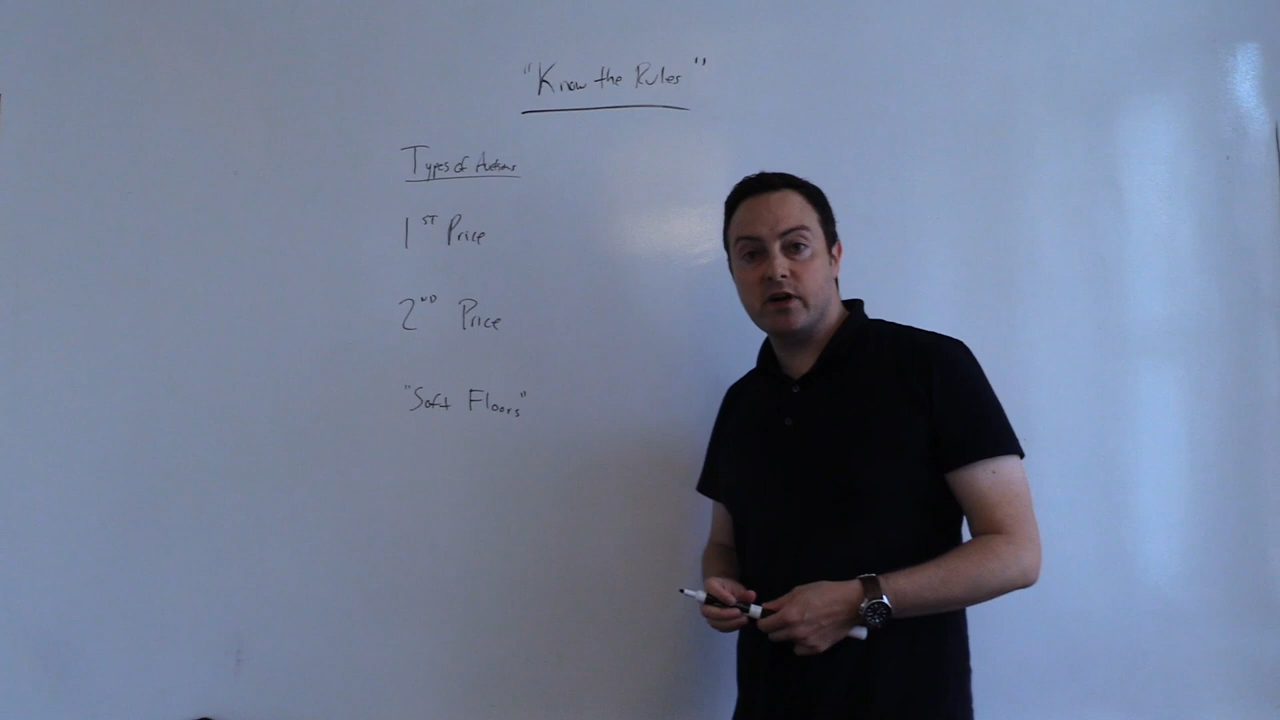 "Know the Rules"
Types of Auctions
1ST Price
2ND Price
"Soft Floors"